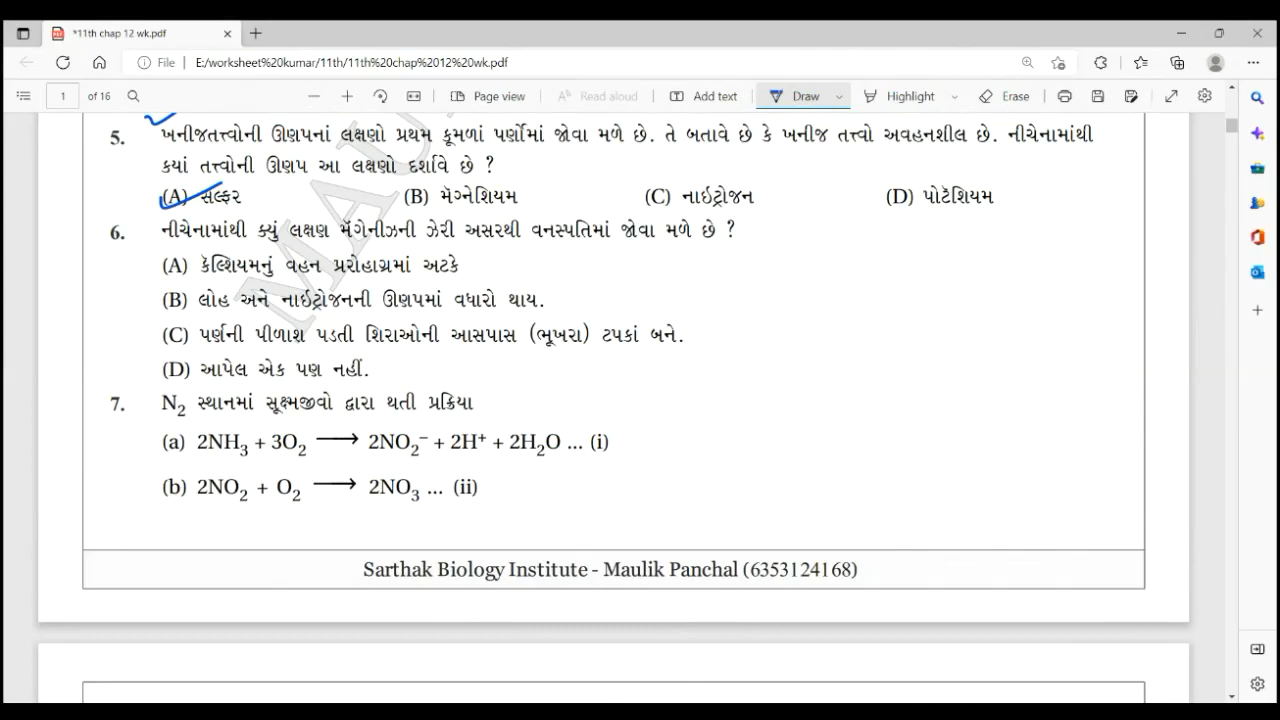 *11th chap 12 wk.pdf
File E:/worksheet%20kumar/11th/11th%20chap%2012%20wk.pdf
1 of 16 Page view Read aloud Add text Draw Highlight Erase
5. ખનીજતત્ત્વોની ઊણપનાં લક્ષણો પ્રથમ કૂમળાં પર્ણોમાં જોવા મળે છે. તે બતાવે છે કે ખનીજ તત્ત્વો અવહનશીલ છે. નીચેનામાંથી
કયાં તત્ત્વોની ઊણપ આ લક્ષણો દર્શાવે છે ?
(A) સલ્ફર (B) મૅગ્નેશિયમ (C) નાઇટ્રોજન (D) પોટૅશિયમ
6. નીચેનામાંથી ક્યું લક્ષણ મૅંગેનીઝની ઝેરી અસરથી વનસ્પતિમાં જોવા મળે છે ?
(A) કૅલ્શિયમનું વહન પ્રરોહાગ્રમાં અટકે
(B) લોહ અને નાઈટ્રોજનની ઊણપમાં વધારો થાય.
(C) પર્ણની પીળાશ પડતી શિરાઓની આસપાસ (ભૂખરા) ટપકાં બને.
(D) આપેલ એક પણ નહીં.
7. N₂ સ્થાનમાં સૂક્ષ્મજીવો દ્વારા થતી પ્રક્રિયા
(a) 2NH₃ + 3O₂ ⟶ 2NO₂⁻ + 2H⁺ + 2H₂O ... (i)
(b) 2NO₂ + O₂ ⟶ 2NO₃ ... (ii)
Sarthak Biology Institute - Maulik Panchal (6353124168)
MAU